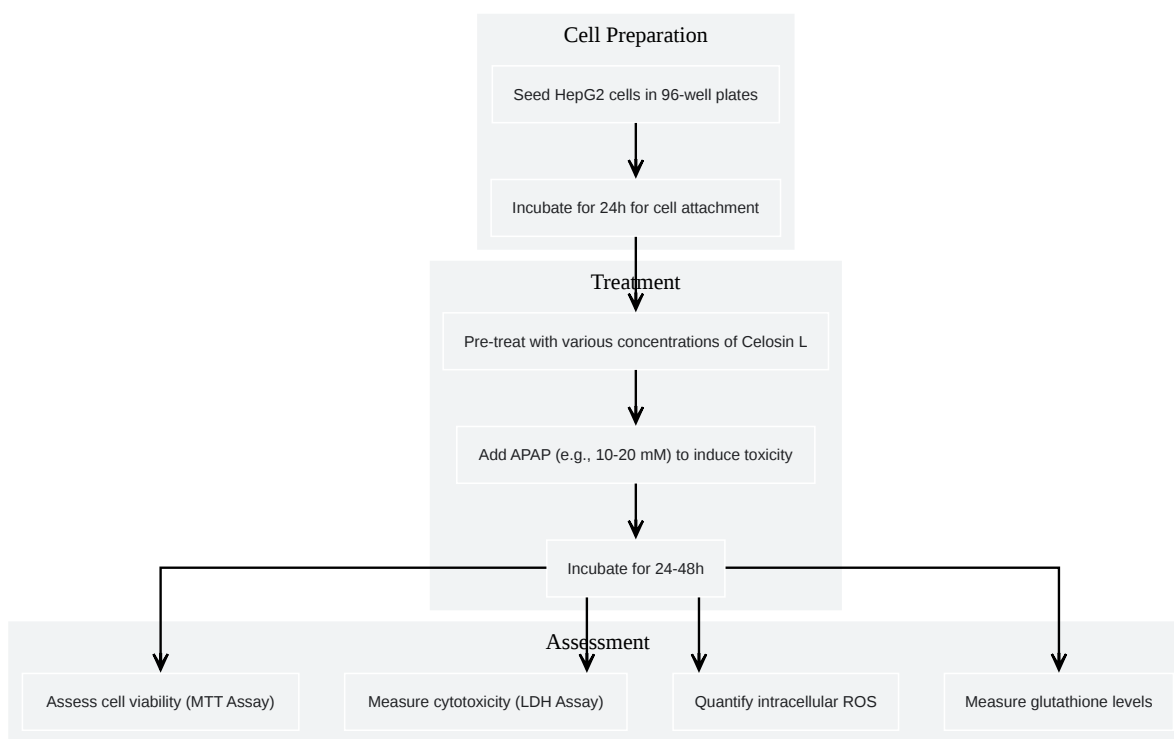 Cell Preparation
Seed HepG2 cells in 96-well plates
Incubate for 24h for cell attachment
Treatment
Pre-treat with various concentrations of Celosin L
Add APAP (e.g., 10-20 mM) to induce toxicity
Incubate for 24-48h
Assessment
Assess cell viability (MTT Assay)
Measure cytotoxicity (LDH Assay)
Quantify intracellular ROS
Measure glutathione levels